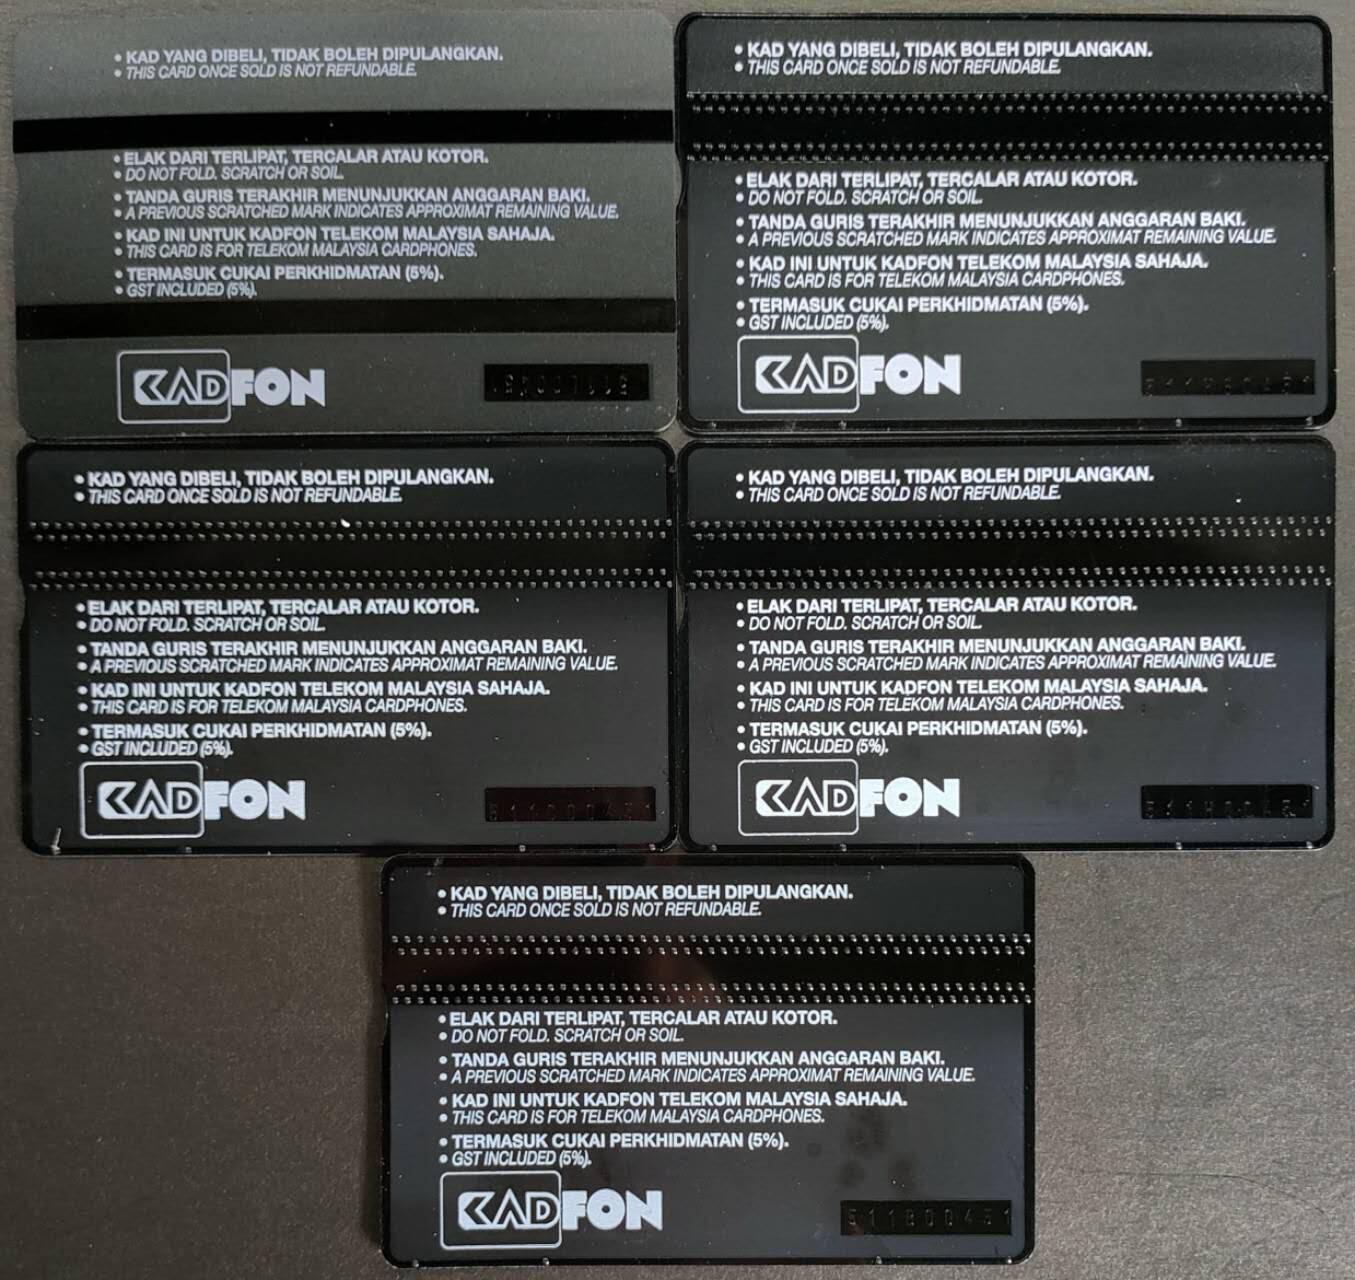 • KAD YANG DIBELI, TIDAK BOLEH DIPULANGKAN.
• THIS CARD ONCE SOLD IS NOT REFUNDABLE.
• ELAK DARI TERLIPAT, TERCALAR ATAU KOTOR.
• DO NOT FOLD. SCRATCH OR SOIL.
• TANDA GURIS TERAKHIR MENUNJUKKAN ANGGARAN BAKI.
• A PREVIOUS SCRATCHED MARK INDICATES APPROXIMAT REMAINING VALUE.
• KAD INI UNTUK KADFON TELEKOM MALAYSIA SAHAJA.
• THIS CARD IS FOR TELEKOM MALAYSIA CARDPHONES.
• TERMASUK CUKAI PERKHIDMATAN (5%).
• GST INCLUDED (5%).
KADFON
• KAD YANG DIBELI, TIDAK BOLEH DIPULANGKAN.
• THIS CARD ONCE SOLD IS NOT REFUNDABLE.
• ELAK DARI TERLIPAT, TERCALAR ATAU KOTOR.
• DO NOT FOLD. SCRATCH OR SOIL.
• TANDA GURIS TERAKHIR MENUNJUKKAN ANGGARAN BAKI.
• A PREVIOUS SCRATCHED MARK INDICATES APPROXIMAT REMAINING VALUE.
• KAD INI UNTUK KADFON TELEKOM MALAYSIA SAHAJA.
• THIS CARD IS FOR TELEKOM MALAYSIA CARDPHONES.
• TERMASUK CUKAI PERKHIDMATAN (5%).
• GST INCLUDED (5%).
KADFON
• KAD YANG DIBELI, TIDAK BOLEH DIPULANGKAN.
• THIS CARD ONCE SOLD IS NOT REFUNDABLE.
• ELAK DARI TERLIPAT, TERCALAR ATAU KOTOR.
• DO NOT FOLD. SCRATCH OR SOIL.
• TANDA GURIS TERAKHIR MENUNJUKKAN ANGGARAN BAKI.
• A PREVIOUS SCRATCHED MARK INDICATES APPROXIMAT REMAINING VALUE.
• KAD INI UNTUK KADFON TELEKOM MALAYSIA SAHAJA.
• THIS CARD IS FOR TELEKOM MALAYSIA CARDPHONES.
• TERMASUK CUKAI PERKHIDMATAN (5%).
• GST INCLUDED (5%).
KADFON
• KAD YANG DIBELI, TIDAK BOLEH DIPULANGKAN.
• THIS CARD ONCE SOLD IS NOT REFUNDABLE.
• ELAK DARI TERLIPAT, TERCALAR ATAU KOTOR.
• DO NOT FOLD. SCRATCH OR SOIL.
• TANDA GURIS TERAKHIR MENUNJUKKAN ANGGARAN BAKI.
• A PREVIOUS SCRATCHED MARK INDICATES APPROXIMAT REMAINING VALUE.
• KAD INI UNTUK KADFON TELEKOM MALAYSIA SAHAJA.
• THIS CARD IS FOR TELEKOM MALAYSIA CARDPHONES.
• TERMASUK CUKAI PERKHIDMATAN (5%).
• GST INCLUDED (5%).
KADFON
• KAD YANG DIBELI, TIDAK BOLEH DIPULANGKAN.
• THIS CARD ONCE SOLD IS NOT REFUNDABLE.
• ELAK DARI TERLIPAT, TERCALAR ATAU KOTOR.
• DO NOT FOLD. SCRATCH OR SOIL.
• TANDA GURIS TERAKHIR MENUNJUKKAN ANGGARAN BAKI.
• A PREVIOUS SCRATCHED MARK INDICATES APPROXIMAT REMAINING VALUE.
• KAD INI UNTUK KADFON TELEKOM MALAYSIA SAHAJA.
• THIS CARD IS FOR TELEKOM MALAYSIA CARDPHONES.
• TERMASUK CUKAI PERKHIDMATAN (5%).
• GST INCLUDED (5%).
KADFON